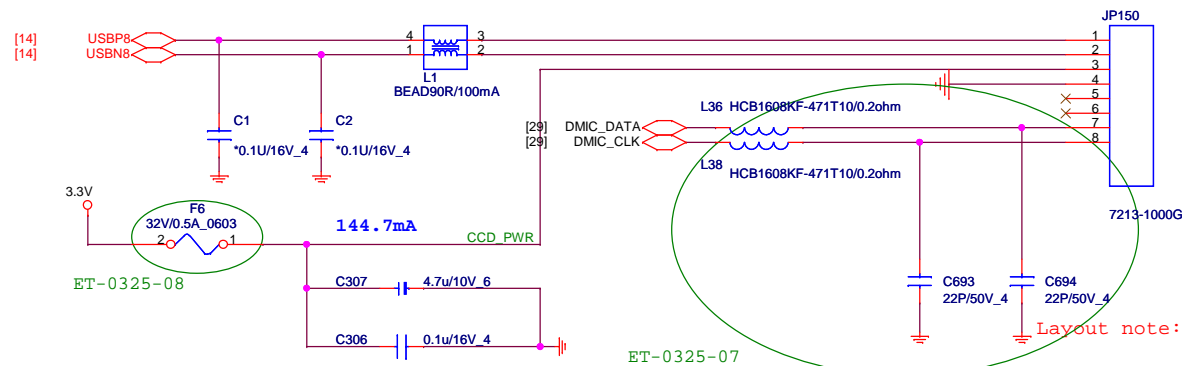 JP150
[14] USBP8 4 3 1
[14] USBN8 1 2 2
L1
BEAD90R/100mA
3
4
5
6
C1
*0.1U/16V_4
C2
*0.1U/16V_4
L36 HCB1608KF-471T10/0.2ohm
[29] DMIC_DATA 7
[29] DMIC_CLK 8
L38 HCB1608KF-471T10/0.2ohm
7213-1000G
3.3V
F6
32V/0.5A_0603
2 1
144.7mA
CCD_PWR
ET-0325-08
C307 4.7u/10V_6
C306 0.1u/16V_4
C693
22P/50V_4
C694
22P/50V_4
Layout note:
ET-0325-07